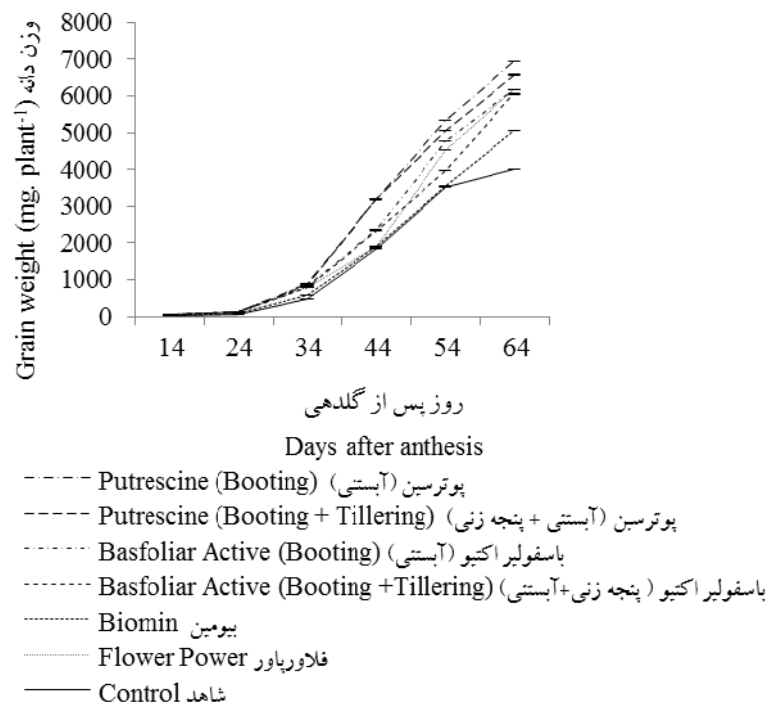 8000
7000
6000
5000
4000
3000
2000
1000
0
وزن دانه
Grain weight (mg. plant⁻¹)
14 24 34 44 54 64
روز پس از گلدهی
Days after anthesis
Putrescine (Booting) پوترسین (آبستنی)
Putrescine (Booting + Tillering) پوترسین (آبستنی + پنجه زنی)
Basfoliar Active (Booting) باسفولیر اکتیو (آبستنی)
Basfoliar Active (Booting +Tillering) باسفولیر اکتیو ( پنجه زنی+آبستنی)
Biomin بیومین
Flower Power فلاورپاور
Control شاهد